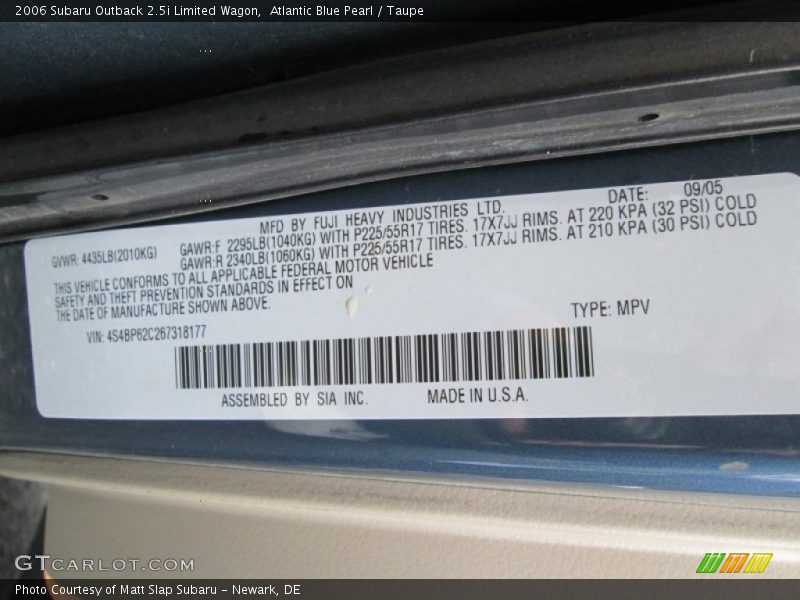 2006 Subaru Outback 2.5i Limited Wagon,  Atlantic Blue Pearl / Taupe
MFD BY FUJI HEAVY INDUSTRIES LTD. DATE: 09/05
GVWR: 4435LB(2010KG) GAWR:F 2295LB(1040KG) WITH P225/55R17 TIRES. 17X7JJ RIMS. AT 220 KPA (32 PSI) COLD
GAWR:R 2340LB(1060KG) WITH P225/55R17 TIRES. 17X7JJ RIMS. AT 210 KPA (30 PSI) COLD
THIS VEHICLE CONFORMS TO ALL APPLICABLE FEDERAL MOTOR VEHICLE
SAFETY AND THEFT PREVENTION STANDARDS IN EFFECT ON
THE DATE OF MANUFACTURE SHOWN ABOVE.
VIN: 4S4BP62C267318177 TYPE: MPV
ASSEMBLED BY SIA INC. MADE IN U.S.A.
GTCARLOT.COM
Photo Courtesy of Matt Slap Subaru - Newark, DE